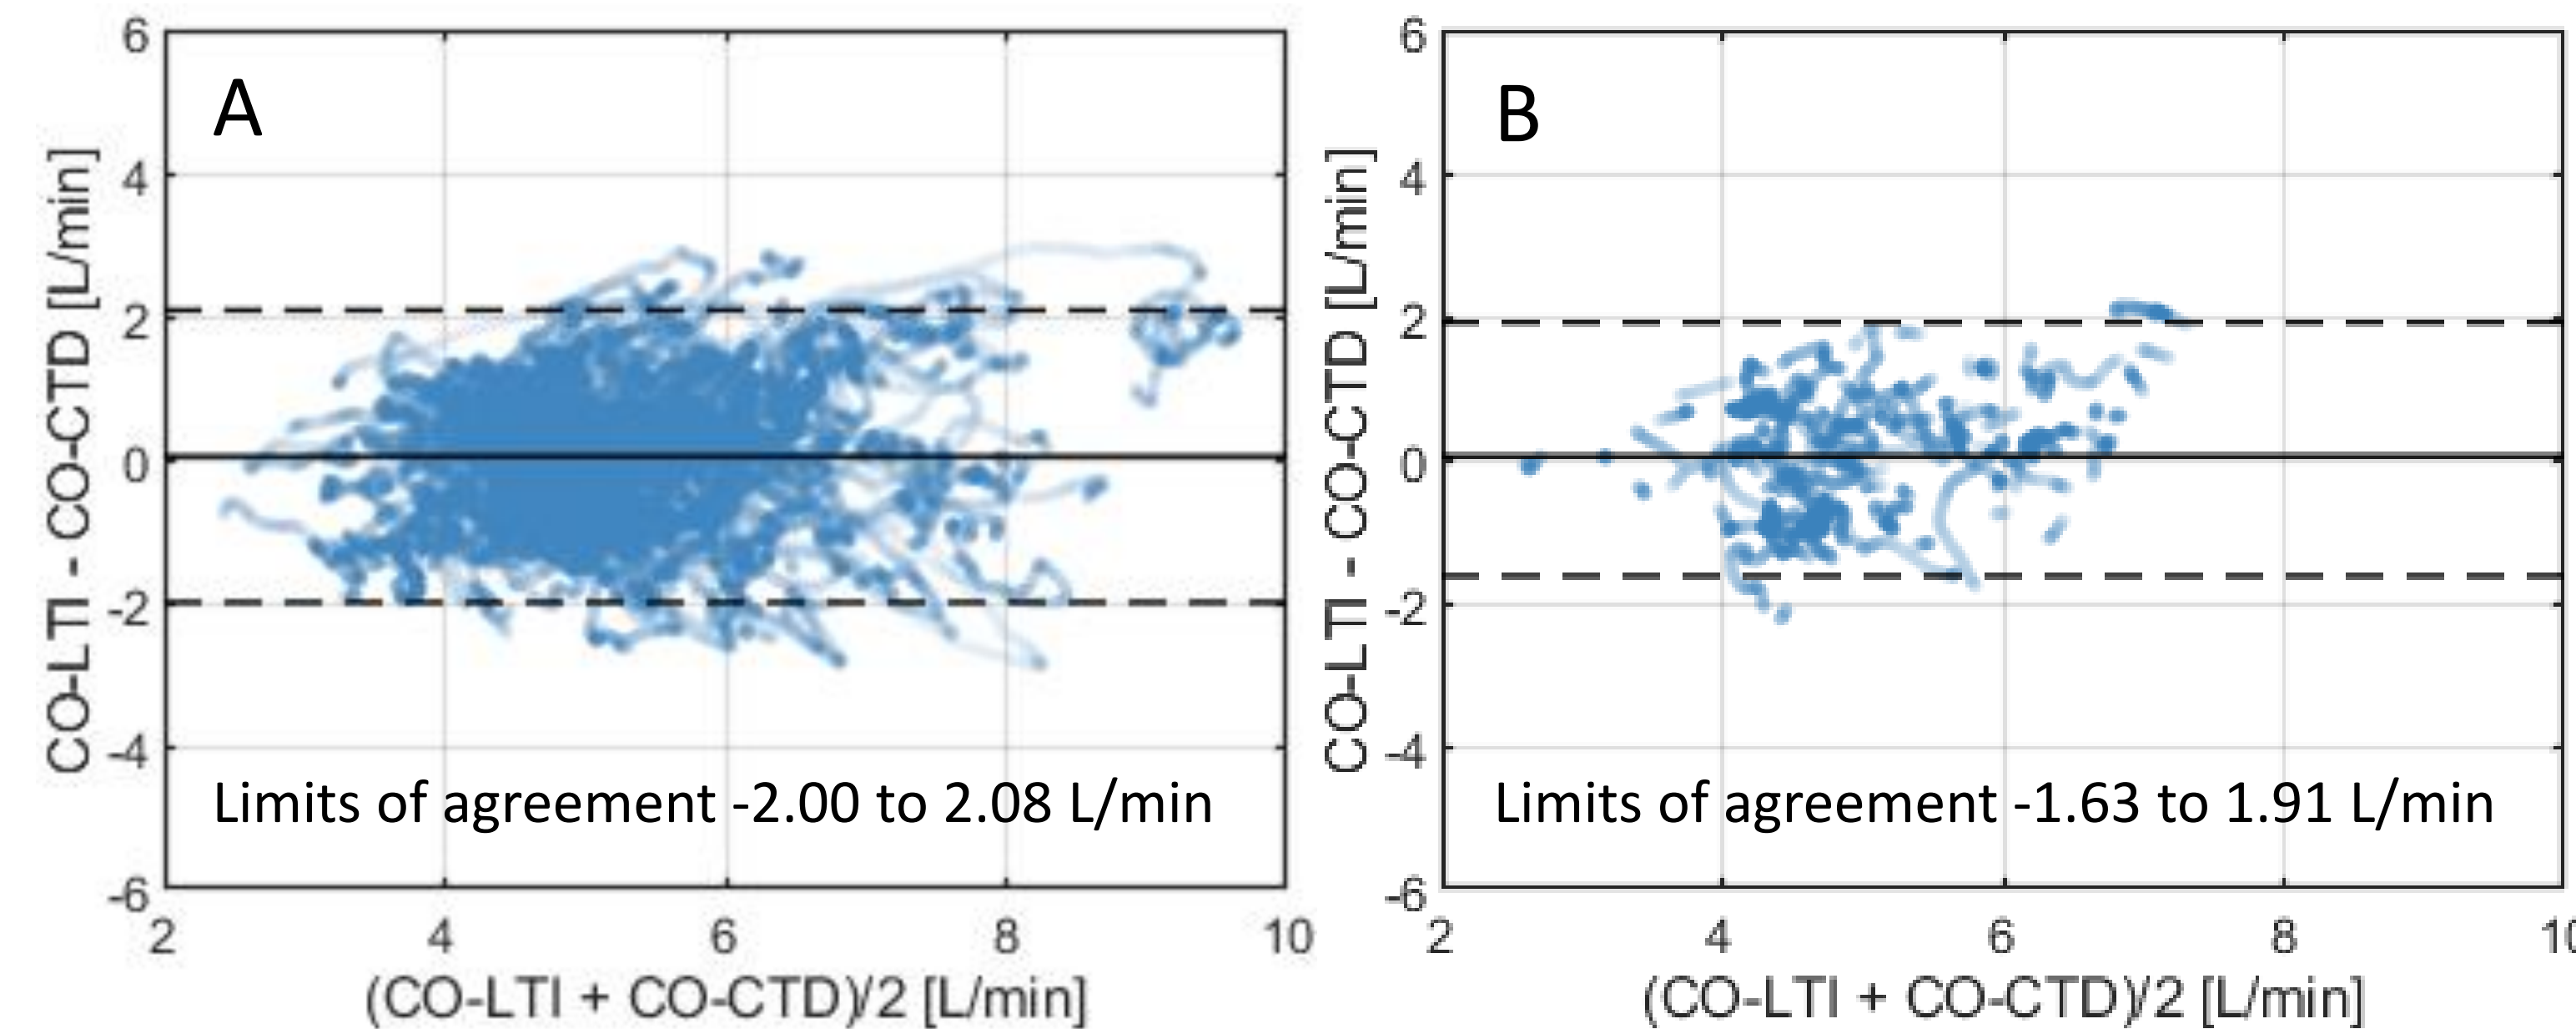 A
CO-LTI - CO-CTD [L/min]
6
4
2
0
-2
-4
-6
Limits of agreement -2.00 to 2.08 L/min
2 4 6 8 10
(CO-LTI + CO-CTD)/2 [L/min]
B
CO-LTI - CO-CTD [L/min]
6
4
2
0
-2
-4
-6
Limits of agreement -1.63 to 1.91 L/min
2 4 6 8 10
(CO-LTI + CO-CTD)/2 [L/min]